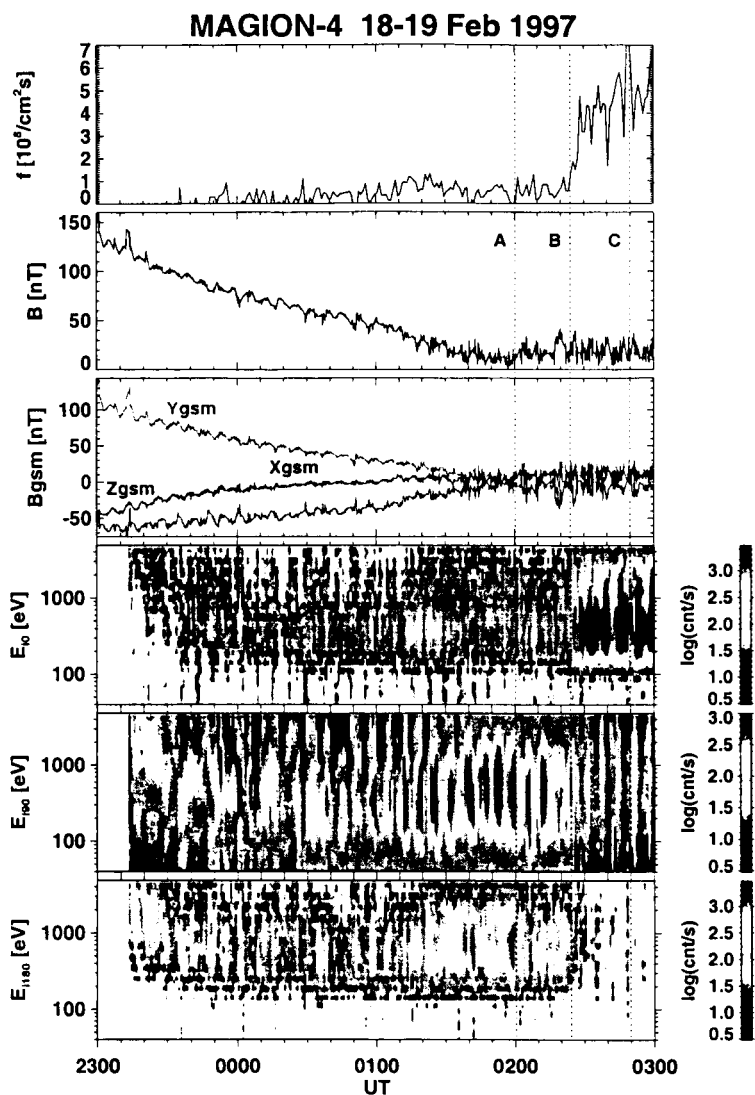 MAGION-4 18-19 Feb 1997
f [10⁸/cm²s]
7
6
5
4
3
2
1
0
B [nT]
150
100
50
0
A B C
Bgsm [nT]
100
50
0
-50
Ygsm
Xgsm
Zgsm
Ei0 [eV]
1000
100
log(cnt/s)
3.0
2.5
2.0
1.5
1.0
0.5
Ei90 [eV]
1000
100
log(cnt/s)
3.0
2.5
2.0
1.5
1.0
0.5
Ei180 [eV]
1000
100
log(cnt/s)
3.0
2.5
2.0
1.5
1.0
0.5
2300 0000 0100 0200 0300
UT